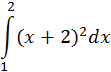 ∫₁² (x + 2)² dx